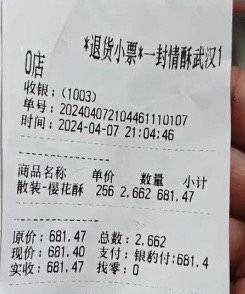 *退货小票*一封情酥武汉1
0店
收银：(1003)
单号：202404072104461110107
时间：2024-04-07 21:04:46
商品名称 单价 数量 小计
散装-樱花酥 256 2.662 681.47
原价：681.47 总数：2.662
现价：681.40 支付：银豹付:681.4
实收：681.47 找零：0